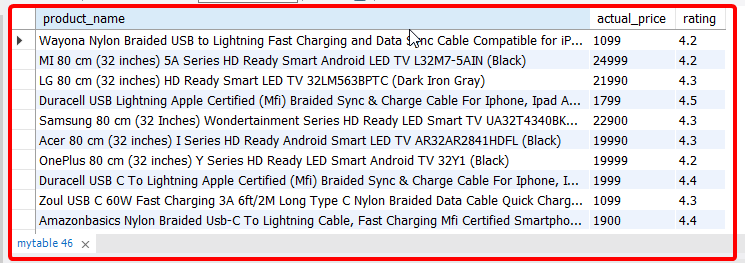 product_name actual_price rating
Wayona Nylon Braided USB to Lightning Fast Charging and Data Sync Cable Compatible for iP... 1099 4.2
MI 80 cm (32 inches) 5A Series HD Ready Smart Android LED TV L32M7-5AIN (Black) 24999 4.2
LG 80 cm (32 inches) HD Ready Smart LED TV 32LM563BPTC (Dark Iron Gray) 21990 4.3
Duracell USB Lightning Apple Certified (Mfi) Braided Sync & Charge Cable For Iphone, Ipad A... 1799 4.5
Samsung 80 cm (32 Inches) Wondertainment Series HD Ready LED Smart TV UA32T4340BK... 22900 4.3
Acer 80 cm (32 inches) I Series HD Ready Android Smart LED TV AR32AR2841HDFL (Black) 19990 4.3
OnePlus 80 cm (32 inches) Y Series HD Ready LED Smart Android TV 32Y1 (Black) 19999 4.2
Duracell USB C To Lightning Apple Certified (Mfi) Braided Sync & Charge Cable For Iphone, I... 1999 4.4
Zoul USB C 60W Fast Charging 3A 6ft/2M Long Type C Nylon Braided Data Cable Quick Charg... 1099 4.3
Amazonbasics Nylon Braided Usb-C To Lightning Cable, Fast Charging Mfi Certified Smartpho... 1900 4.4
mytable 46